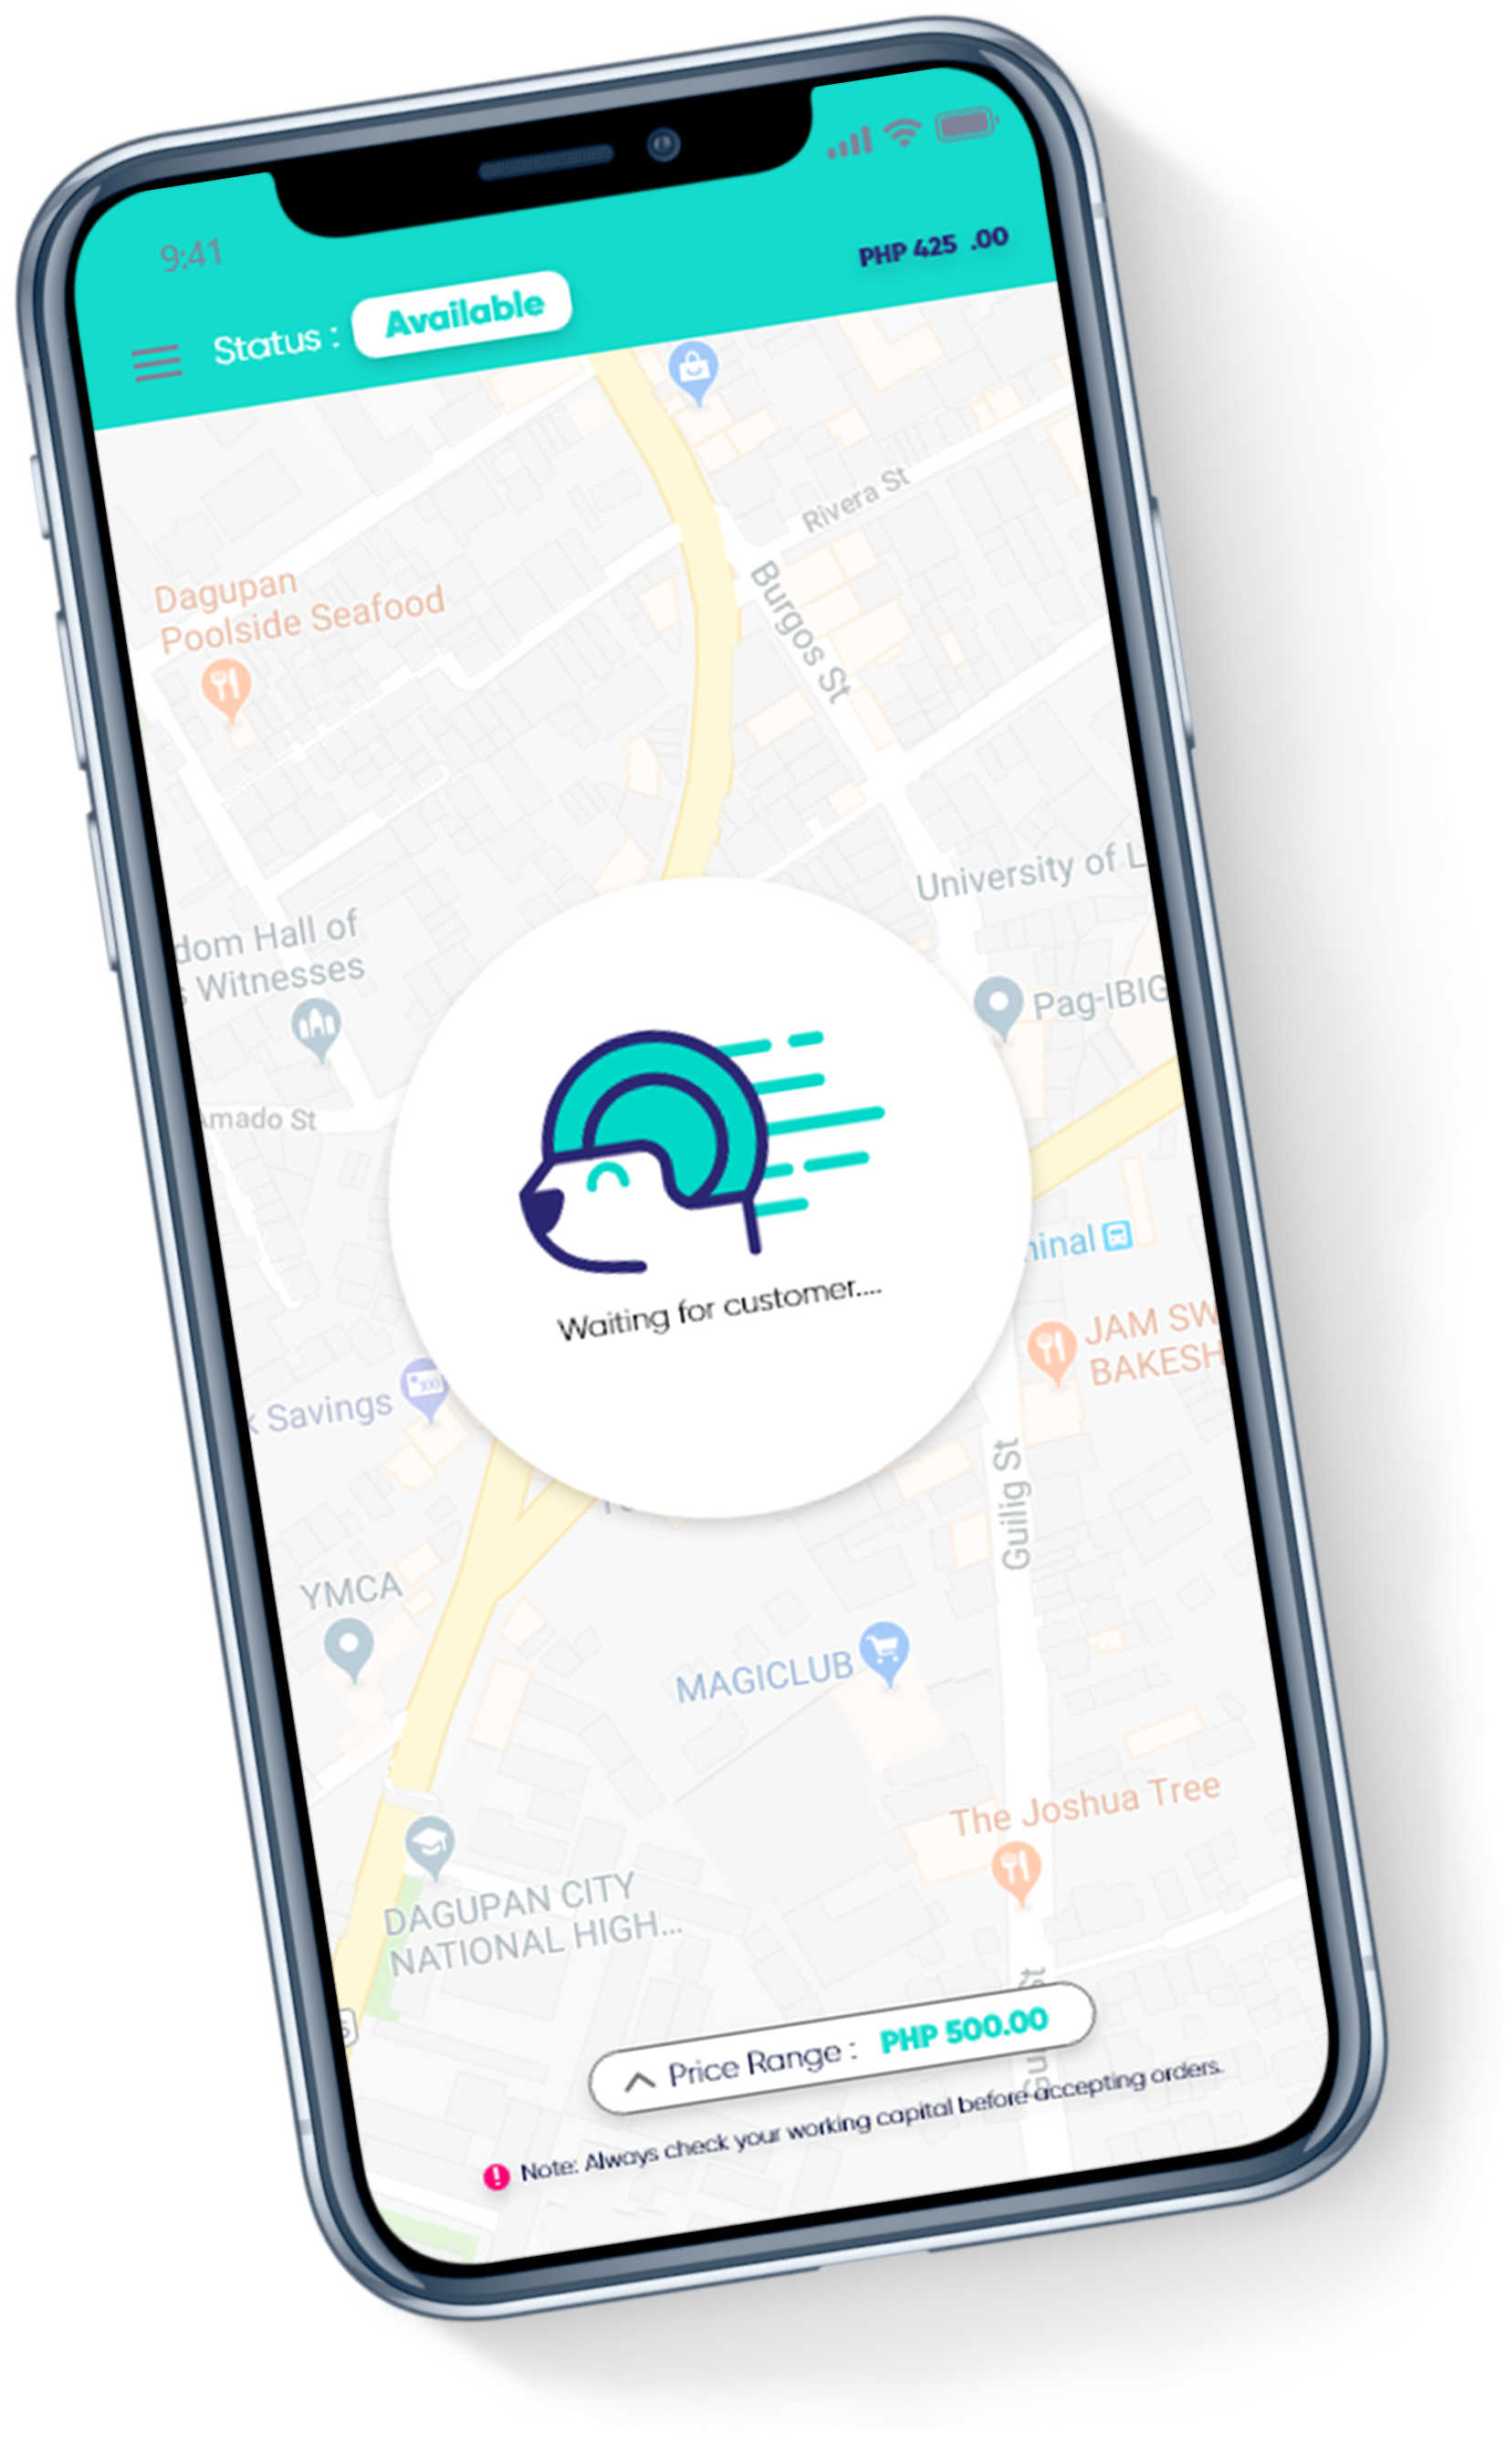 9:41
PHP 425 .00
Status : Available
Rivera St
Burgos St
Dagupan
Poolside Seafood
University of L
dom Hall of
s Witnesses
Pag-IBIG
Amado St
minal
Waiting for customer....
JAM SW
BAKESH
k Savings
Guilig St
YMCA
MAGICLUB
The Joshua Tree
DAGUPAN CITY
NATIONAL HIGH...
Price Range : PHP 500.00
Note: Always check your working capital before accepting orders.